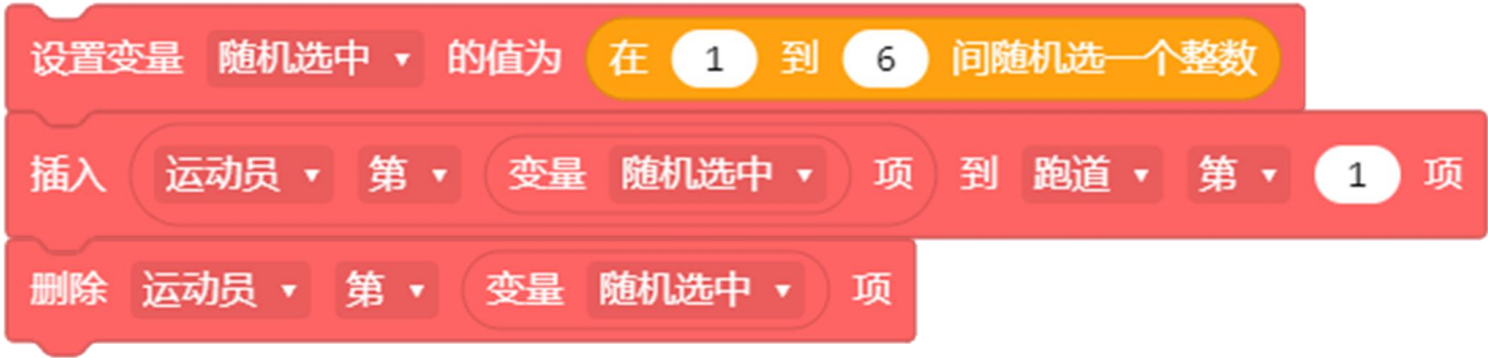 设置变量 随机选中 的值为 在 1 到 6 间随机选一个整数
插入 运动员 第 变量 随机选中 项 到 跑道 第 1 项
删除 运动员 第 变量 随机选中 项